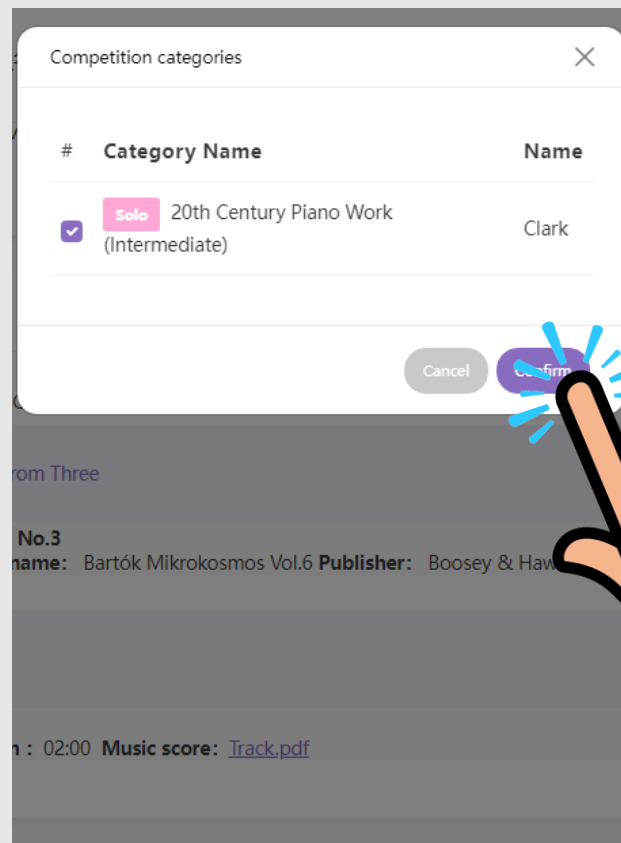 Competition categories
# Category Name Name
Solo 20th Century Piano Work
(Intermediate)
Clark
Cancel
rom Three
No.3
name: Bartók Mikrokosmos Vol.6 Publisher: Boosey &
: 02:00 Music score: Track.pdf